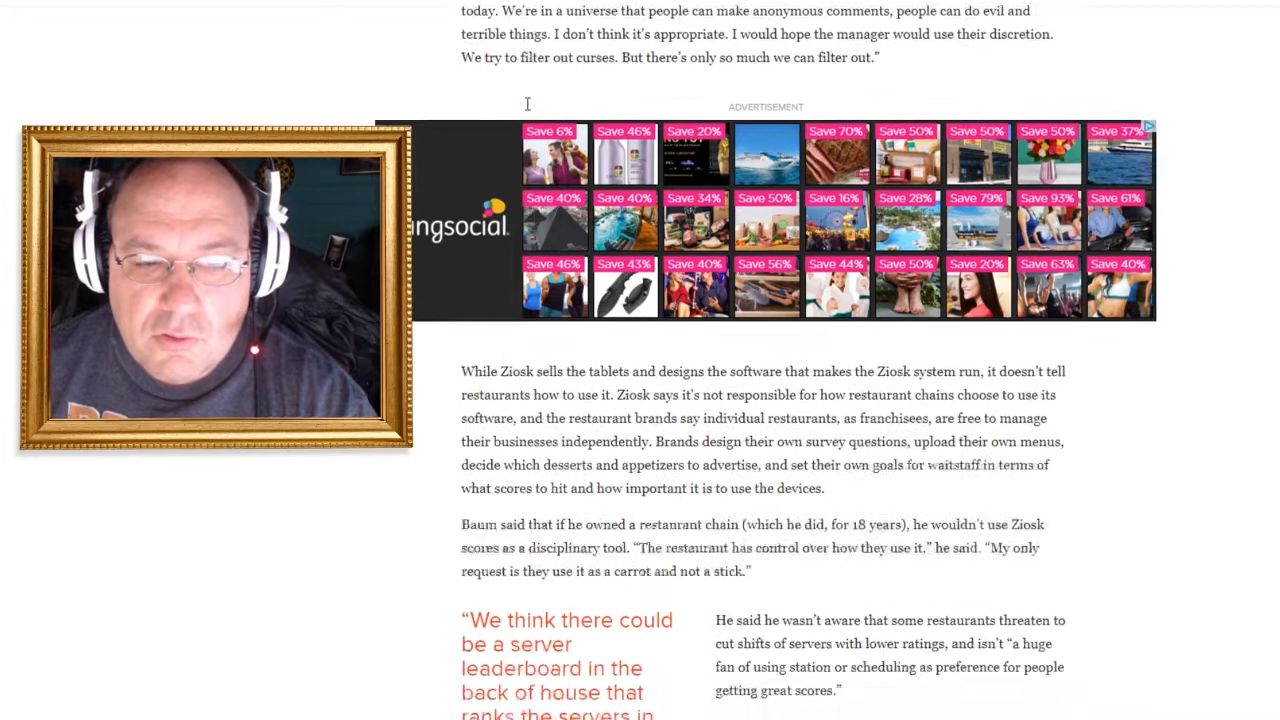 today. We're in a universe that people can make anonymous comments, people can do evil and
terrible things. I don't think it's appropriate. I would hope the manager would use their discretion.
We try to filter out curses. But there's only so much we can filter out.”
ADVERTISEMENT
Save 6%
Save 46%
Save 20%
Save 70%
Save 50%
Save 50%
Save 50%
Save 37%
ngsocial.
Save 40%
Save 40%
Save 34%
Save 50%
Save 16%
Save 28%
Save 79%
Save 93%
Save 61%
Save 46%
Save 43%
Save 40%
Save 56%
Save 44%
Save 50%
Save 20%
Save 63%
Save 40%
While Ziosk sells the tablets and designs the software that makes the Ziosk system run, it doesn't tell
restaurants how to use it. Ziosk says it's not responsible for how restaurant chains choose to use its
software, and the restaurant brands say individual restaurants, as franchisees, are free to manage
their businesses independently. Brands design their own survey questions, upload their own menus,
decide which desserts and appetizers to advertise, and set their own goals for waitstaff in terms of
what scores to hit and how important it is to use the devices.
Baum said that if he owned a restaurant chain (which he did, for 18 years), he wouldn't use Ziosk
scores as a disciplinary tool. “The restaurant has control over how they use it,” he said. “My only
request is they use it as a carrot and not a stick.”
“We think there could
be a server
leaderboard in the
back of house that
ranks the servers in
He said he wasn't aware that some restaurants threaten to
cut shifts of servers with lower ratings, and isn't “a huge
fan of using station or scheduling as preference for people
getting great scores.”